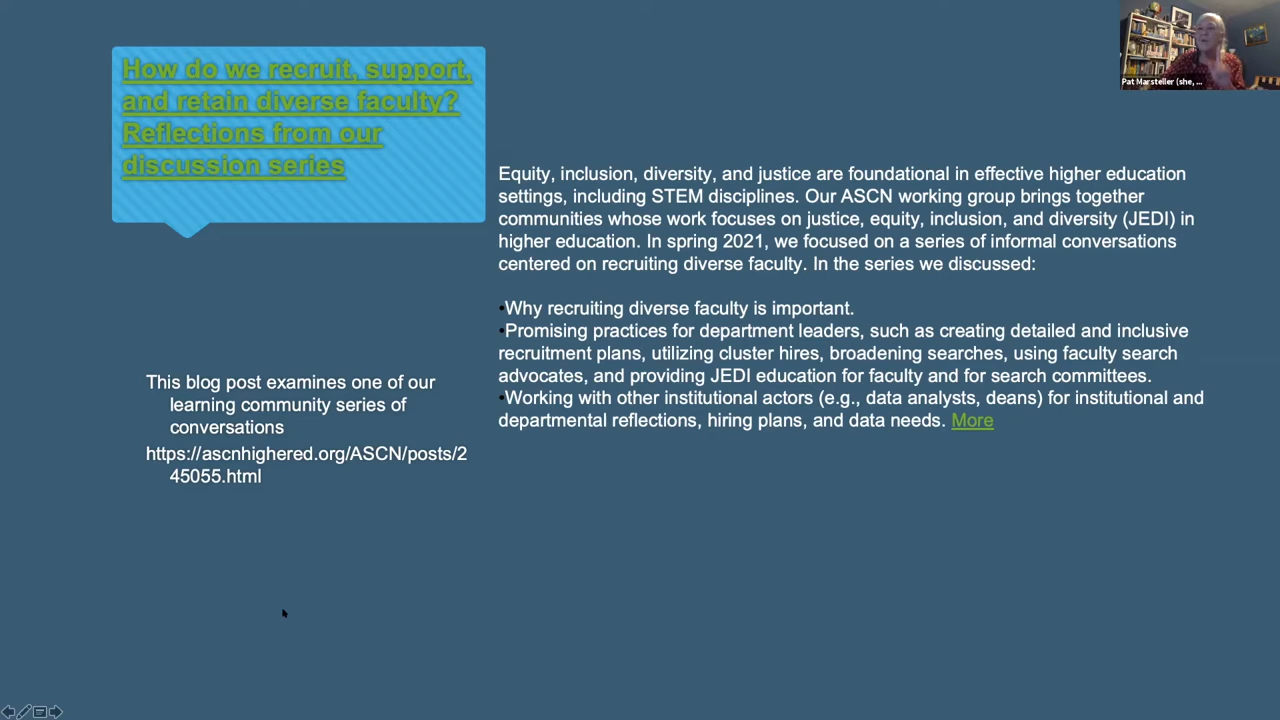 How do we recruit, support,
and retain diverse faculty?
Reflections from our
discussion series
Pat Marsteller (she, ...
Equity, inclusion, diversity, and justice are foundational in effective higher education
settings, including STEM disciplines. Our ASCN working group brings together
communities whose work focuses on justice, equity, inclusion, and diversity (JEDI) in
higher education. In spring 2021, we focused on a series of informal conversations
centered on recruiting diverse faculty. In the series we discussed:
•Why recruiting diverse faculty is important.
•Promising practices for department leaders, such as creating detailed and inclusive
recruitment plans, utilizing cluster hires, broadening searches, using faculty search
advocates, and providing JEDI education for faculty and for search committees.
•Working with other institutional actors (e.g., data analysts, deans) for institutional and
departmental reflections, hiring plans, and data needs. More
This blog post examines one of our
learning community series of
conversations
https://ascnhighered.org/ASCN/posts/2
45055.html